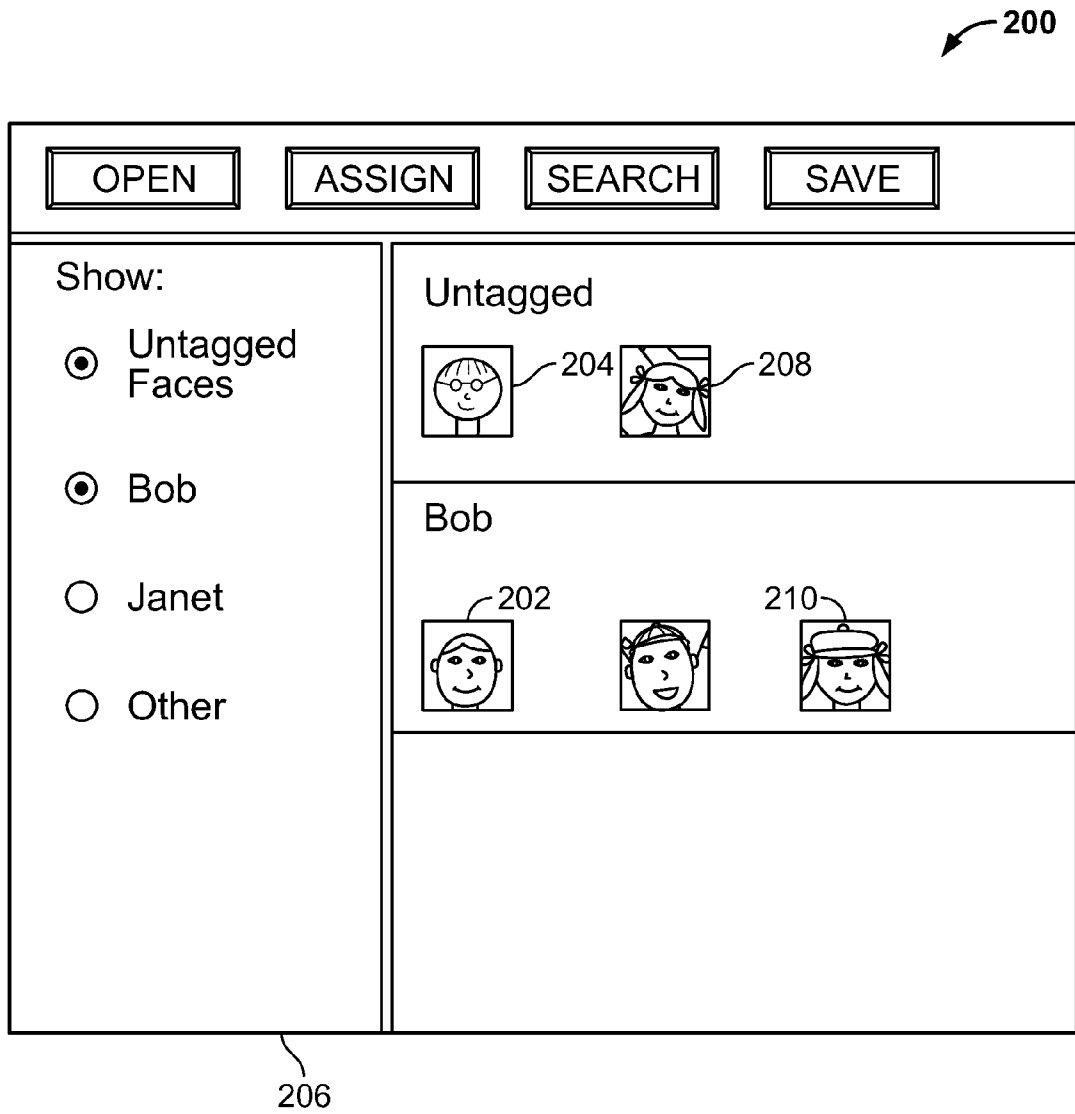 200
OPEN ASSIGN SEARCH SAVE
Show:
Untagged
Faces
Bob
Janet
Other
Untagged
204 208
Bob
202 210
206